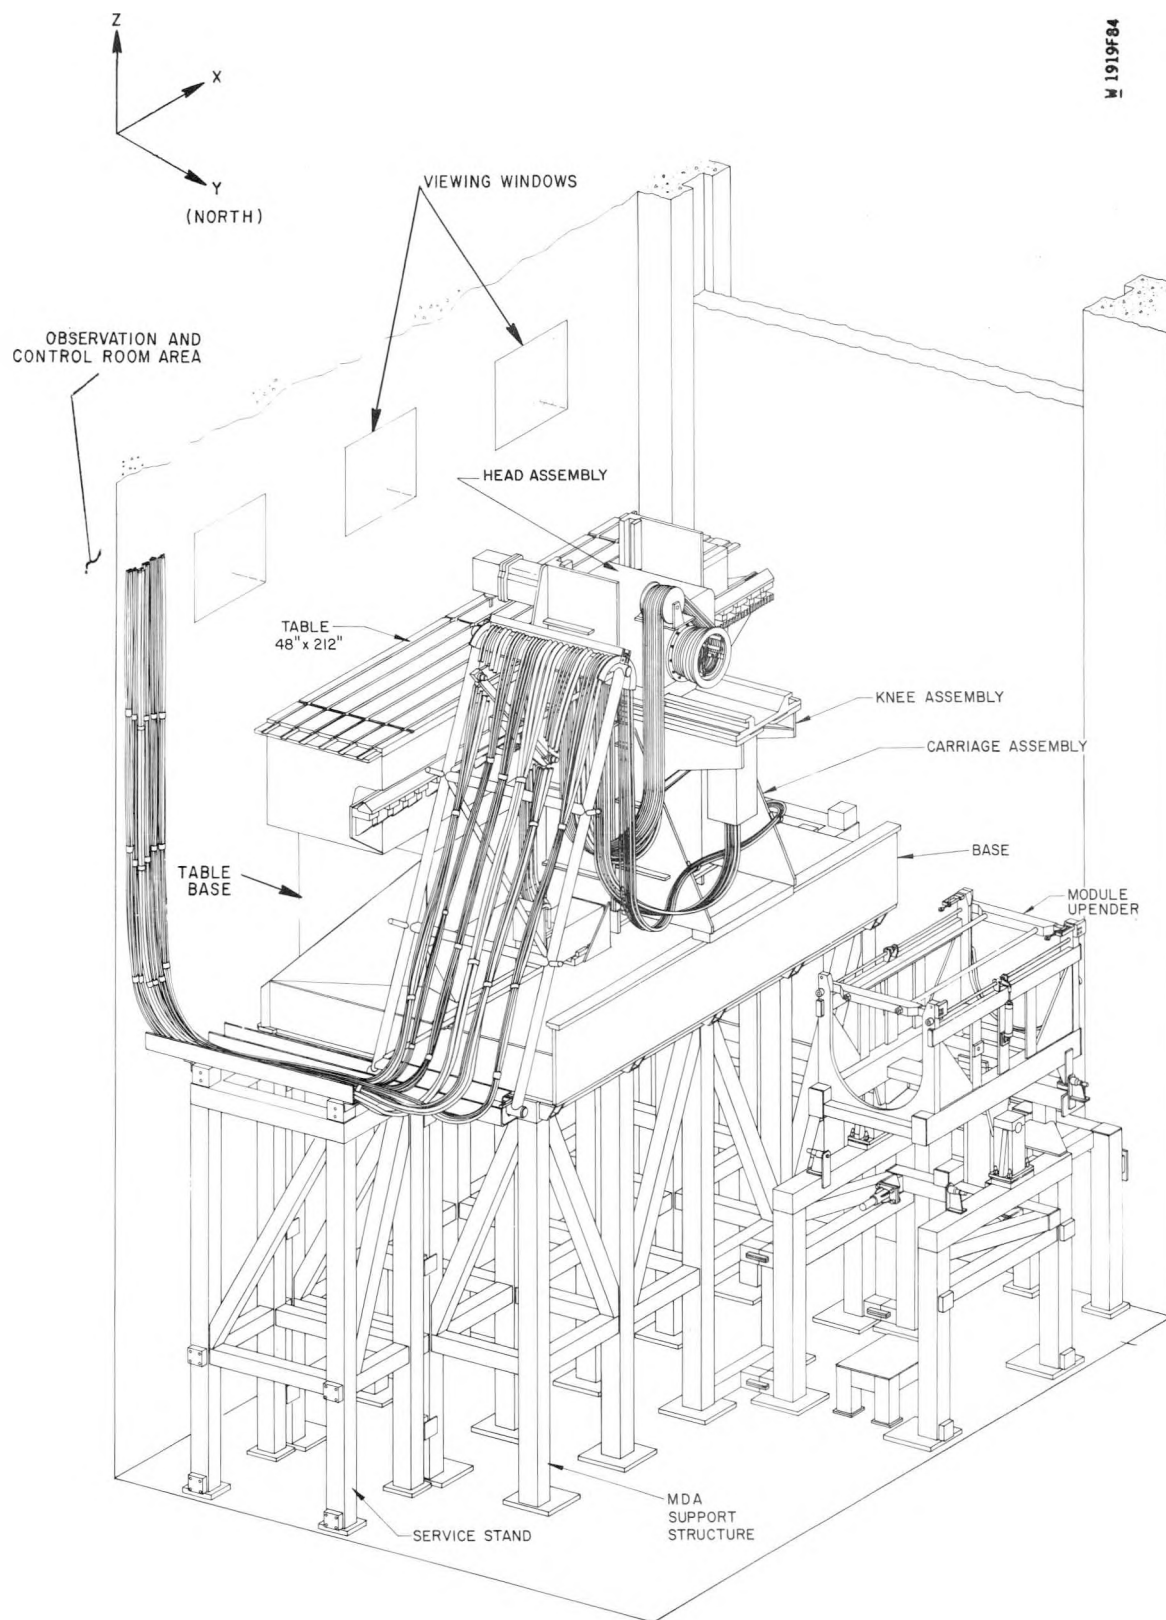 Z
X
Y
(NORTH)
W 1919F84
VIEWING WINDOWS
OBSERVATION AND
CONTROL ROOM AREA
HEAD ASSEMBLY
TABLE
48" x 212"
KNEE ASSEMBLY
CARRIAGE ASSEMBLY
BASE
TABLE
BASE
MODULE
UPENDER
MDA
SUPPORT
STRUCTURE
SERVICE STAND